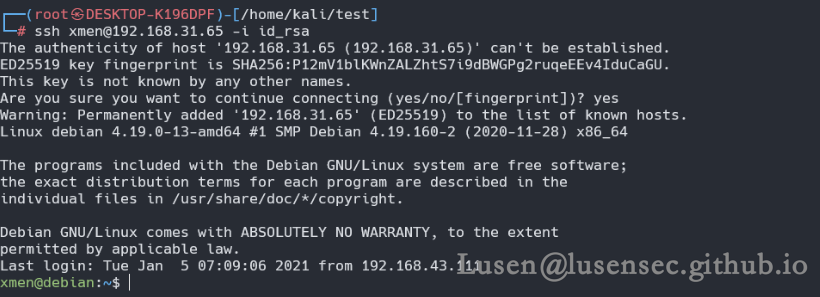 ┌──(root㉿DESKTOP-K196DPF)-[/home/kali/test]
└─# ssh xmen@192.168.31.65 -i id_rsa
The authenticity of host '192.168.31.65 (192.168.31.65)' can't be established.
ED25519 key fingerprint is SHA256:P12mV1blKWnZALZhtS7i9dBWGPg2ruqeEEv4IduCaGU.
This key is not known by any other names.
Are you sure you want to continue connecting (yes/no/[fingerprint])? yes
Warning: Permanently added '192.168.31.65' (ED25519) to the list of known hosts.
Linux debian 4.19.0-13-amd64 #1 SMP Debian 4.19.160-2 (2020-11-28) x86_64

The programs included with the Debian GNU/Linux system are free software;
the exact distribution terms for each program are described in the
individual files in /usr/share/doc/*/copyright.

Debian GNU/Linux comes with ABSOLUTELY NO WARRANTY, to the extent
permitted by applicable law.
Last login: Tue Jan  5 07:09:06 2021 from 192.168.43.111
Lusen@lusensec.github.io
xmen@debian:~$